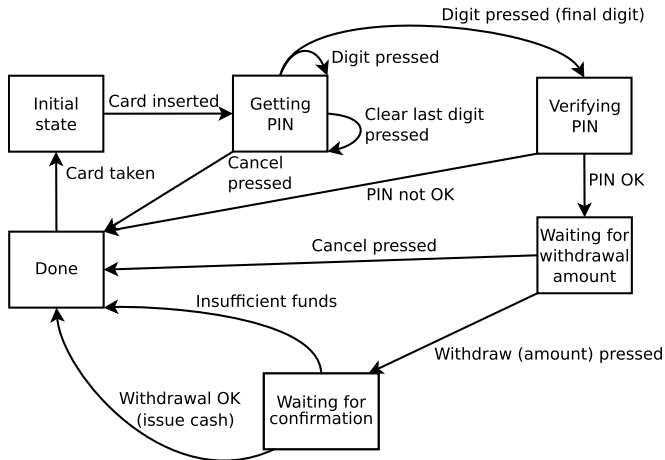 Digit pressed (final digit)
Digit pressed
Initial
state
Card inserted
Getting
PIN
Clear last digit
pressed
Verifying
PIN
Card taken
Cancel
pressed
PIN not OK
PIN OK
Done
Cancel pressed
Waiting for
withdrawal
amount
Insufficient funds
Withdraw (amount) pressed
Withdrawal OK
(issue cash)
Waiting for
confirmation